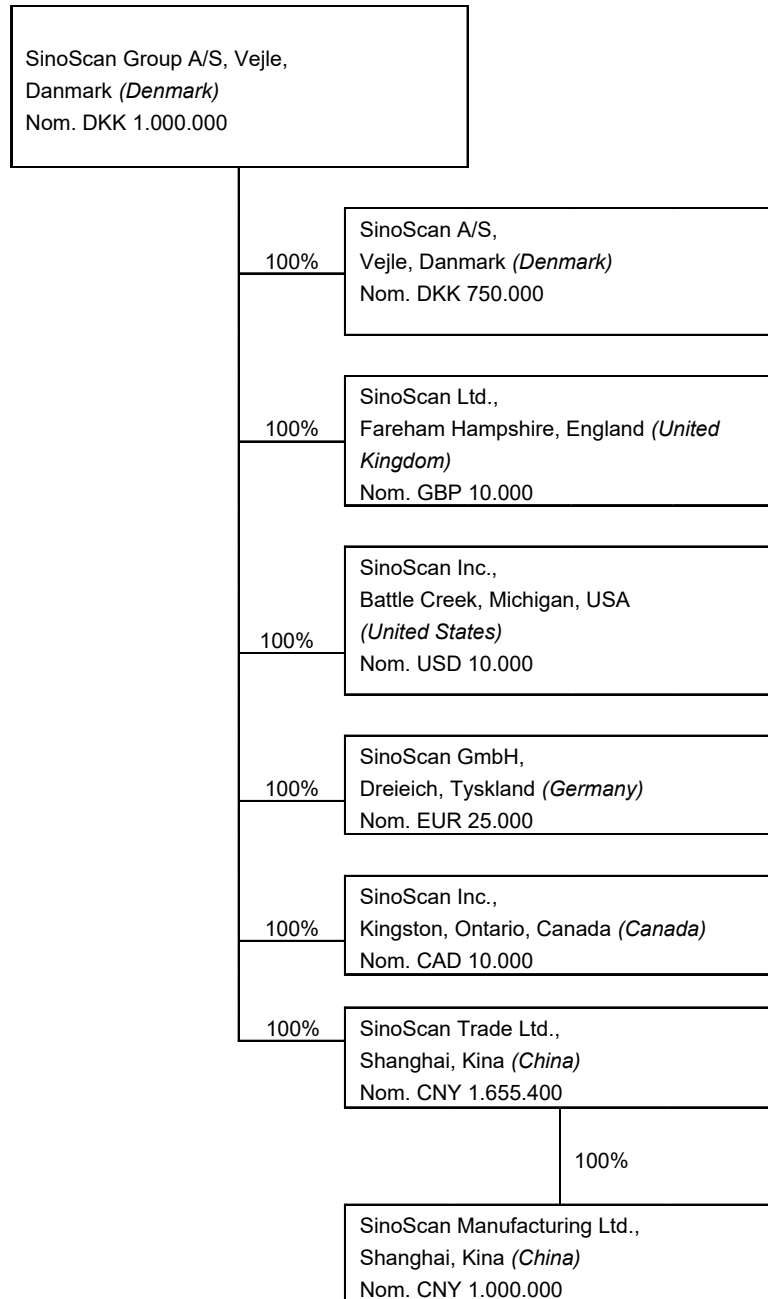 SinoScan Group A/S, Vejle,
Danmark (Denmark)
Nom. DKK 1.000.000
100%
SinoScan A/S,
Vejle, Danmark (Denmark)
Nom. DKK 750.000
100%
SinoScan Ltd.,
Fareham Hampshire, England (United
Kingdom)
Nom. GBP 10.000
100%
SinoScan Inc.,
Battle Creek, Michigan, USA
(United States)
Nom. USD 10.000
100%
SinoScan GmbH,
Dreieich, Tyskland (Germany)
Nom. EUR 25.000
100%
SinoScan Inc.,
Kingston, Ontario, Canada (Canada)
Nom. CAD 10.000
100%
SinoScan Trade Ltd.,
Shanghai, Kina (China)
Nom. CNY 1.655.400
100%
SinoScan Manufacturing Ltd.,
Shanghai, Kina (China)
Nom. CNY 1.000.000